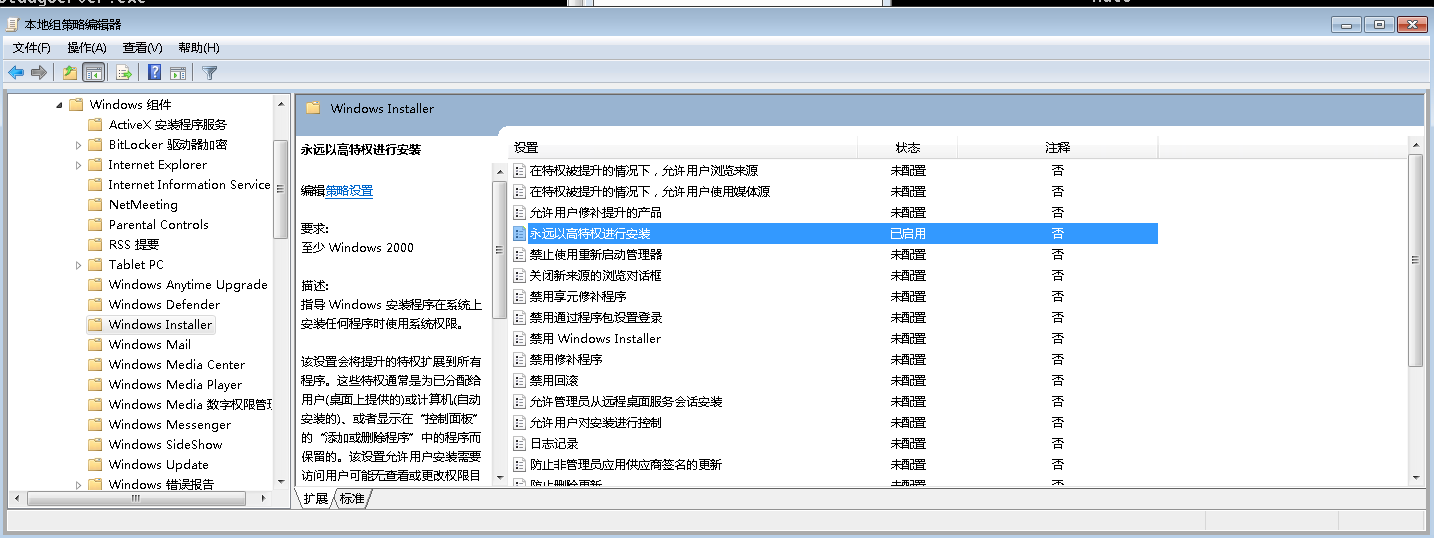 本地组策略编辑器
文件(F) 操作(A) 查看(V) 帮助(H)
Windows 组件
ActiveX 安装程序服务
BitLocker 驱动器加密
Internet Explorer
Internet Information Service
NetMeeting
Parental Controls
RSS 提要
Tablet PC
Windows Anytime Upgrade
Windows Defender
Windows Installer
Windows Mail
Windows Media Center
Windows Media Player
Windows Media 数字权限管理
Windows Messenger
Windows SideShow
Windows Update
Windows 错误报告
Windows Installer
永远以高特权进行安装
编辑策略设置
要求:
至少 Windows 2000
描述:
指导 Windows 安装程序在系统上
安装任何程序时使用系统权限。
该设置会将提升的特权扩展到所有
程序。这些特权通常是为已分配给
用户(桌面上提供的)或计算机(自动
安装的)、或者显示在“控制面板”
的“添加或删除程序”中的程序而
保留的。该设置允许用户安装需要
访问用户可能无查看或更改权限目
设置 状态 注释
在特权被提升的情况下，允许用户浏览来源 未配置 否
在特权被提升的情况下，允许用户使用媒体源 未配置 否
允许用户修补提升的产品 未配置 否
永远以高特权进行安装 已启用 否
禁止使用重新启动管理器 未配置 否
关闭新来源的浏览对话框 未配置 否
禁用享元修补程序 未配置 否
禁用通过程序包设置登录 未配置 否
禁用 Windows Installer 未配置 否
禁用修补程序 未配置 否
禁用回滚 未配置 否
允许管理员从远程桌面服务会话安装 未配置 否
允许用户对安装进行控制 未配置 否
日志记录 未配置 否
防止非管理员应用供应商签名的更新 未配置 否
防止删除更新 未配置 否
扩展 标准